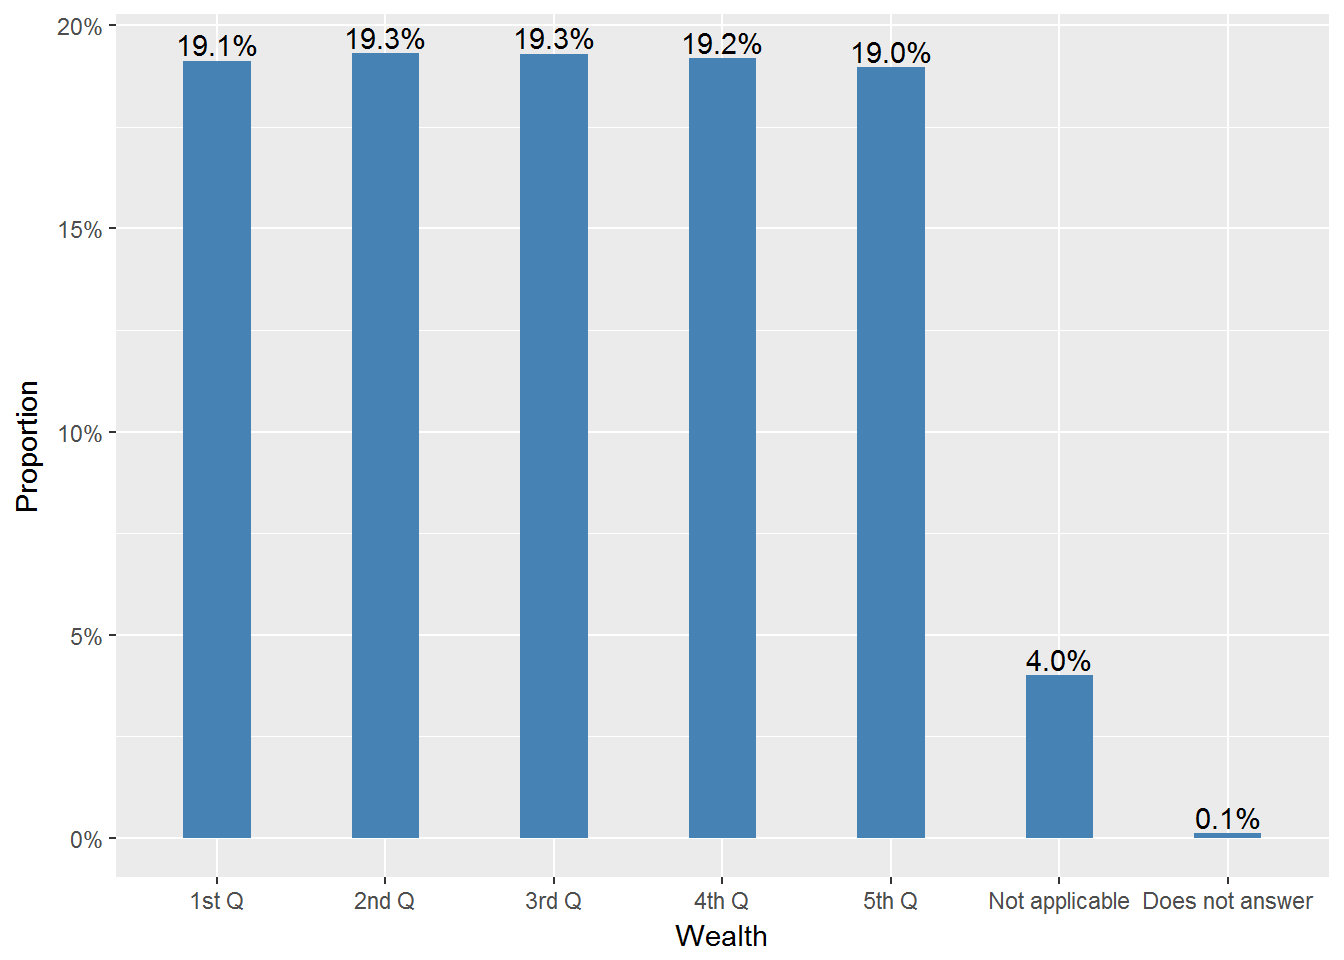 20%
15%
10%
5%
0%
Proportion
19.1%
19.3%
19.3%
19.2%
19.0%
4.0%
0.1%
1st Q
2nd Q
3rd Q
4th Q
5th Q
Not applicable
Does not answer
Wealth